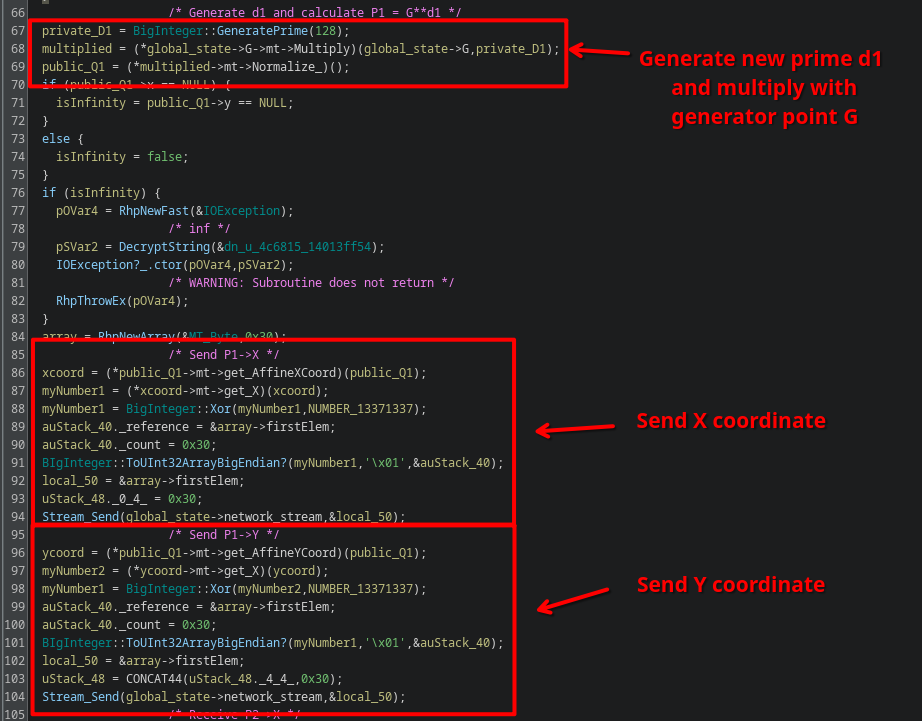 66 /* Generate d1 and calculate P1 = G**d1 */
67 private_D1 = BigInteger::GeneratePrime(128);
68 multiplied = (*global_state->G->mt->Multiply)(global_state->G,private_D1);
69 public_Q1 = (*multiplied->mt->Normalize_)();
70 if (public_Q1->x == NULL) {
71 isInfinity = public_Q1->y == NULL;
72 }
73 else {
74 isInfinity = false;
75 }
76 if (isInfinity) {
77 pOVar4 = RhpNewFast(&IOException);
78 /* inf */
79 pSVar2 = DecryptString(&dn_u_4c6815_14013ff54);
80 IOException?_.ctor(pOVar4,pSVar2);
81 /* WARNING: Subroutine does not return */
82 RhpThrowEx(pOVar4);
83 }
84 array = RhpNewArray(&MT_Byte,0x30);
85 /* Send P1->X */
86 xcoord = (*public_Q1->mt->get_AffineXCoord)(public_Q1);
87 myNumber1 = (*xcoord->mt->get_X)(xcoord);
88 myNumber1 = BigInteger::Xor(myNumber1,NUMBER_13371337);
89 auStack_40._reference = &array->firstElem;
90 auStack_40._count = 0x30;
91 BIgInteger::ToUInt32ArrayBigEndian?(myNumber1,'\x01',&auStack_40);
92 local_50 = &array->firstElem;
93 uStack_48._0_4_ = 0x30;
94 Stream_Send(global_state->network_stream,&local_50);
95 /* Send P1->Y */
96 ycoord = (*public_Q1->mt->get_AffineYCoord)(public_Q1);
97 myNumber2 = (*ycoord->mt->get_X)(ycoord);
98 myNumber1 = BigInteger::Xor(myNumber2,NUMBER_13371337);
99 auStack_40._reference = &array->firstElem;
100 auStack_40._count = 0x30;
101 BIgInteger::ToUInt32ArrayBigEndian?(myNumber1,'\x01',&auStack_40);
102 local_50 = &array->firstElem;
103 uStack_48 = CONCAT44(uStack_48._4_4_,0x30);
104 Stream_Send(global_state->network_stream,&local_50);
105 /* Receive P2->X */
Generate new prime d1
and multiply with
generator point G
Send X coordinate
Send Y coordinate